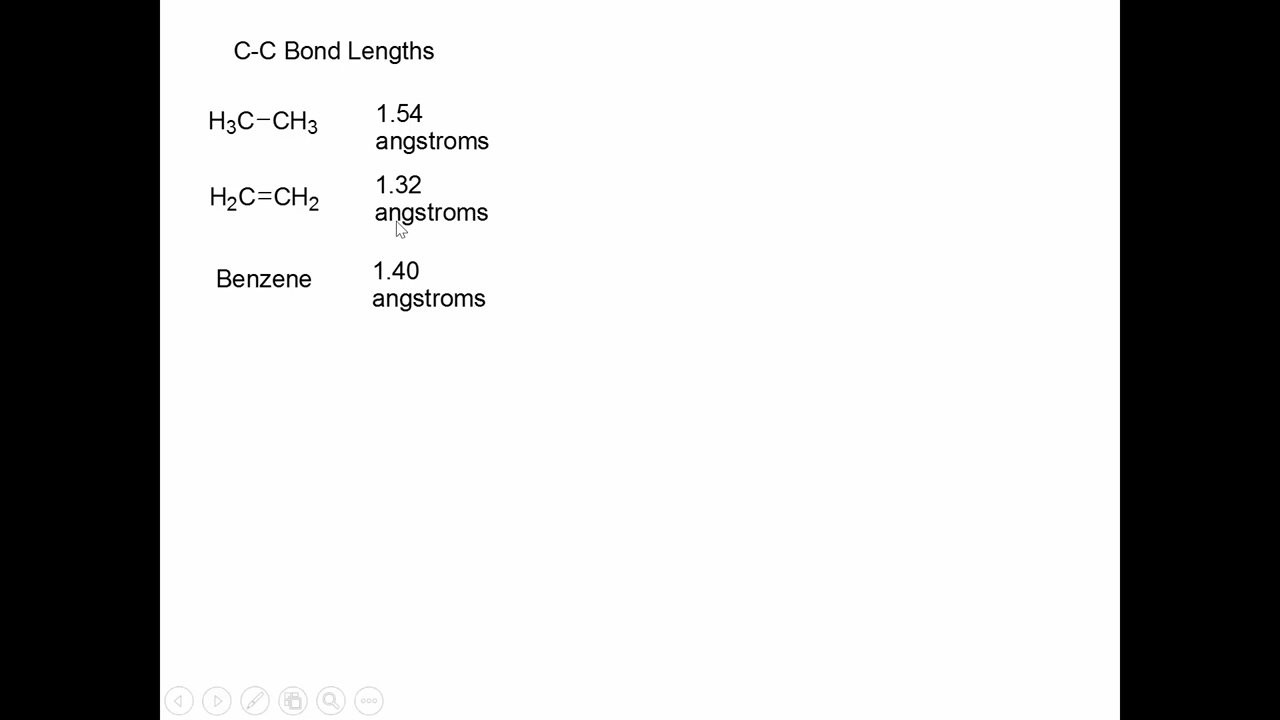 C-C Bond Lengths
H₃C−CH₃
1.54
angstroms
H₂C=CH₂
1.32
angstroms
Benzene
1.40
angstroms